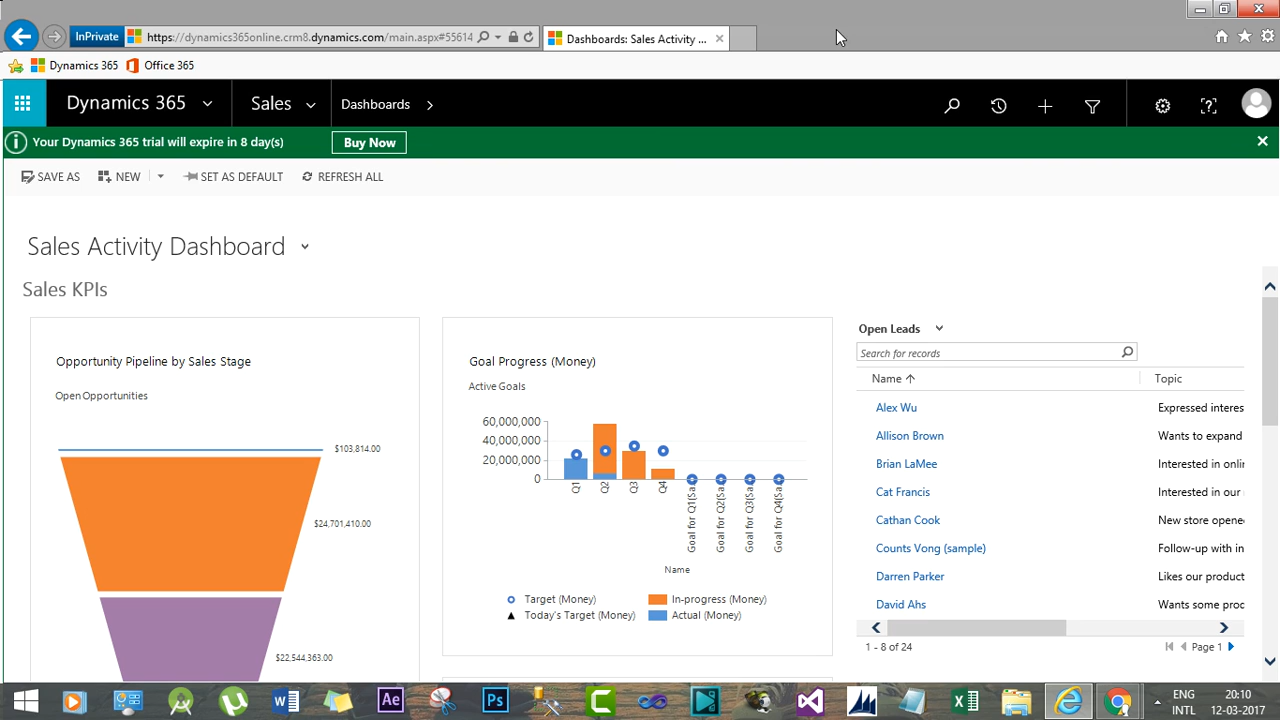 InPrivate
https://dynamics365online.crm8.dynamics.com/main.aspx#55614
Dashboards: Sales Activity ...
Dynamics 365
Office 365
Dynamics 365
Sales
Dashboards
Your Dynamics 365 trial will expire in 8 day(s)
Buy Now
SAVE AS
NEW
SET AS DEFAULT
REFRESH ALL
Sales Activity Dashboard
Sales KPIs
Opportunity Pipeline by Sales Stage
Open Opportunities
$103,814.00
$24,701,410.00
$22,544,363.00
Goal Progress (Money)
Active Goals
60,000,000
40,000,000
20,000,000
0
Q1
Q2
Q3
Q4
Goal for Q1(Sa
Goal for Q2(Sa
Goal for Q3(Sa
Goal for Q4(Sa
Name
Target (Money)
In-progress (Money)
Today's Target (Money)
Actual (Money)
Open Leads
Search for records
Name
Topic
Alex Wu
Expressed interes
Allison Brown
Wants to expand
Brian LaMee
Interested in onli
Cat Francis
Interested in our
Cathan Cook
New store opene
Counts Vong (sample)
Follow-up with in
Darren Parker
Likes our product
David Ahs
Wants some prod
1 - 8 of 24
Page 1
Ae
Ps
ENG
INTL
20:10
12-03-2017